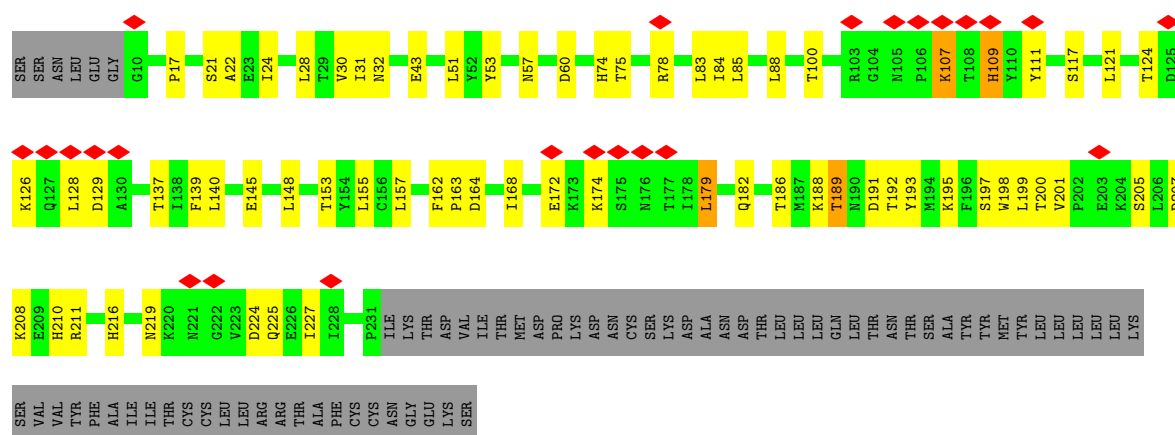 SER SER ASN LEU GLU GLY G10 P17 S21 A22 E23 I24 L28 T29 V30 I31 N32 E43 L51 Y52 Y53 N57 D60 H74 T75 R78 L83 I84 L85 L88 T100 R103 G104 N105 P106 K107 T108 H109 Y110 Y111 S117 L121 T124 D125
K126 Q127 L128 D129 A130 T137 I138 F139 L140 E145 L148 T153 Y154 L155 C156 L157 F162 P163 D164 I168 E172 K173 K174 S175 N176 T177 I178 L179 Q182 T186 M187 K188 T189 N190 D191 T192 Y193 M194 K195 F196 S197 W198 L199 T200 V201 P202 E203 K204 S205 L206
K208 E209 H210 R211 H216 N219 K220 N221 G222 V223 D224 Q225 E226 I227 I228 P231 ILE LYS THR ASP VAL ILE THR MET ASP PRO LYS ASP ASN CYS SER LYS ASP ALA ASN ASP THR LEU LEU LEU GLN LEU THR ASN THR SER ALA TYR TYR MET TYR LEU LEU LEU LEU LEU LYS
SER VAL VAL TYR PHE ALA ILE ILE THR CYS CYS LEU LEU ARG ARG THR ALA PHE CYS CYS ASN GLY GLU LYS SER